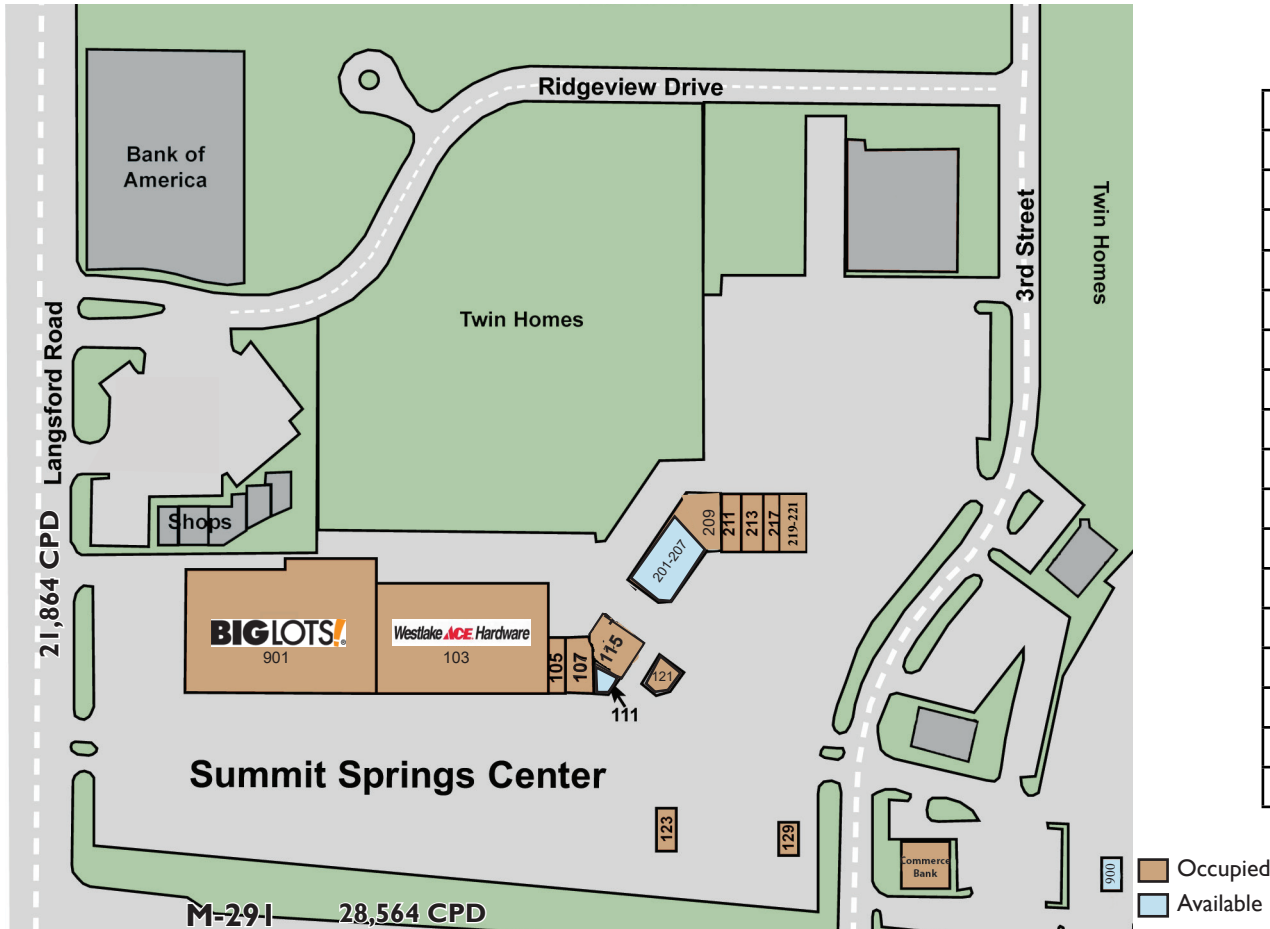 Ridgeview Drive
Bank of
America
3rd Street
Twin Homes
Twin Homes
Langsford Road
21,864 CPD
Shops
209
211
213
217
219-221
201-207
BIG LOTS!
901
Westlake ACE Hardware
103
105
107
115
111
121
Summit Springs Center
123
129
Commerce
Bank
900
Occupied
Available
M-291
28,564 CPD